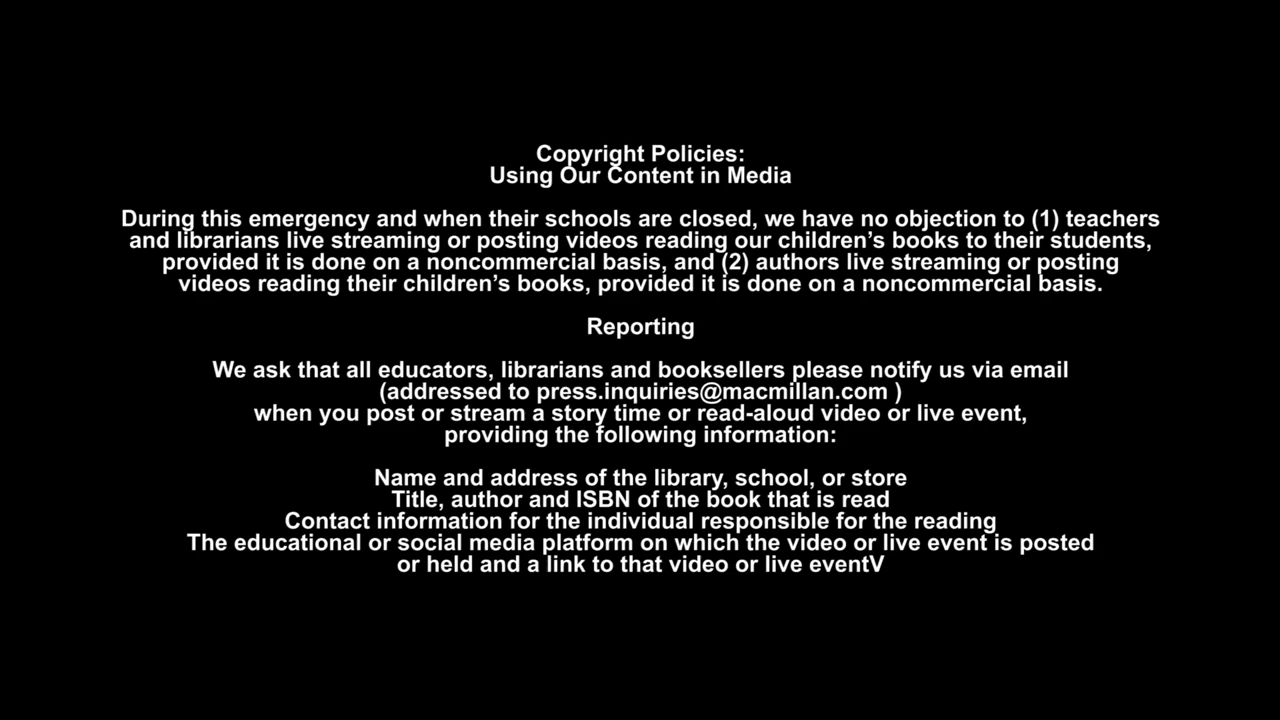 Copyright Policies:
Using Our Content in Media
During this emergency and when their schools are closed, we have no objection to (1) teachers
and librarians live streaming or posting videos reading our children’s books to their students,
provided it is done on a noncommercial basis, and (2) authors live streaming or posting
videos reading their children’s books, provided it is done on a noncommercial basis.
Reporting
We ask that all educators, librarians and booksellers please notify us via email
(addressed to press.inquiries@macmillan.com )
when you post or stream a story time or read-aloud video or live event,
providing the following information:
Name and address of the library, school, or store
Title, author and ISBN of the book that is read
Contact information for the individual responsible for the reading
The educational or social media platform on which the video or live event is posted
or held and a link to that video or live eventV